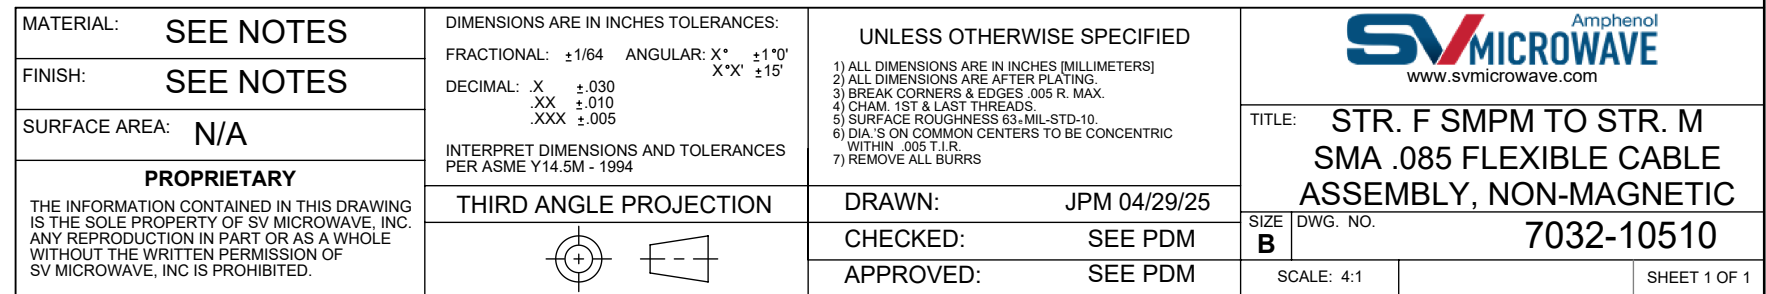 MATERIAL: SEE NOTES
FINISH: SEE NOTES
SURFACE AREA: N/A
PROPRIETARY
THE INFORMATION CONTAINED IN THIS DRAWING
IS THE SOLE PROPERTY OF SV MICROWAVE, INC.
ANY REPRODUCTION IN PART OR AS A WHOLE
WITHOUT THE WRITTEN PERMISSION OF
SV MICROWAVE, INC IS PROHIBITED.
DIMENSIONS ARE IN INCHES TOLERANCES:
FRACTIONAL: ±1/64 ANGULAR: X° ±1°0'
X°X' ±15'
DECIMAL: .X ±.030
.XX ±.010
.XXX ±.005
INTERPRET DIMENSIONS AND TOLERANCES
PER ASME Y14.5M - 1994
THIRD ANGLE PROJECTION
UNLESS OTHERWISE SPECIFIED
1) ALL DIMENSIONS ARE IN INCHES [MILLIMETERS]
2) ALL DIMENSIONS ARE AFTER PLATING.
3) BREAK CORNERS & EDGES .005 R. MAX.
4) CHAM. 1ST & LAST THREADS.
5) SURFACE ROUGHNESS 63 MIL-STD-10.
6) DIA.'S ON COMMON CENTERS TO BE CONCENTRIC
WITHIN .005 T.I.R.
7) REMOVE ALL BURRS
DRAWN: JPM 04/29/25
CHECKED: SEE PDM
APPROVED: SEE PDM
Amphenol
SV MICROWAVE
www.svmicrowave.com
TITLE: STR. F SMPM TO STR. M
SMA .085 FLEXIBLE CABLE
ASSEMBLY, NON-MAGNETIC
SIZE B
DWG. NO. 7032-10510
SCALE: 4:1
SHEET 1 OF 1